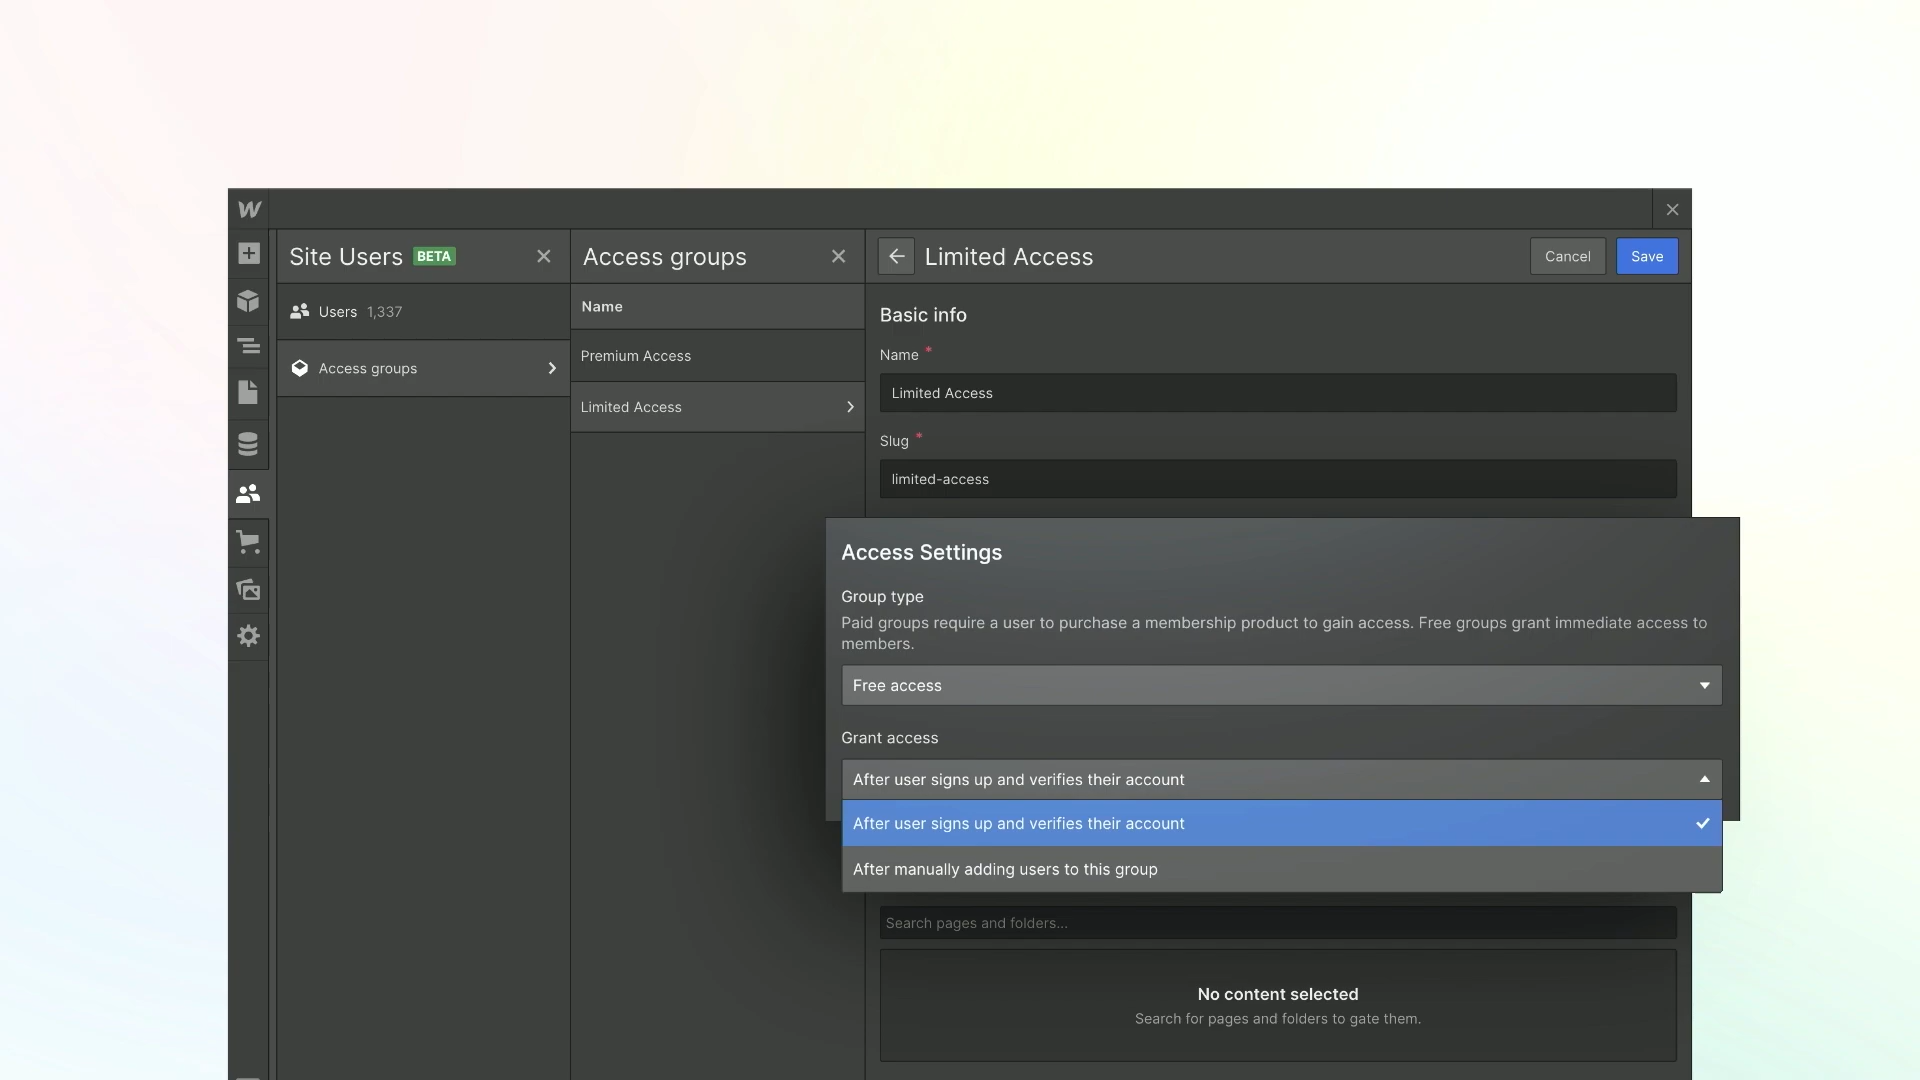 W
Site Users BETA
Users 1,337
Access groups
Access groups
Name
Premium Access
Limited Access
Limited Access
Cancel
Save
Basic info
Name *
Limited Access
Slug *
limited-access
Access Settings
Group type
Paid groups require a user to purchase a membership product to gain access. Free groups grant immediate access to
members.
Free access
Grant access
After user signs up and verifies their account
After user signs up and verifies their account
After manually adding users to this group
Search pages and folders...
No content selected
Search for pages and folders to gate them.